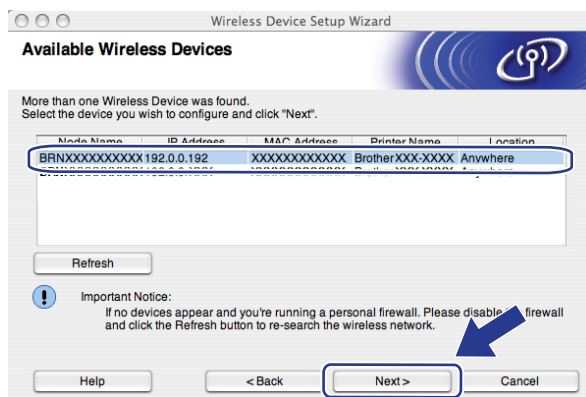 Wireless Device Setup Wizard
Available Wireless Devices
More than one Wireless Device was found.
Select the device you wish to configure and click "Next".
Node Name IP Address MAC Address Printer Name Location
BRNXXXXXXXXXX 192.0.0.192 XXXXXXXXXXXX Brother XXX-XXXX Anywhere
Refresh
Important Notice:
If no devices appear and you're running a personal firewall. Please disable firewall
and click the Refresh button to re-search the wireless network.
Help < Back Next > Cancel